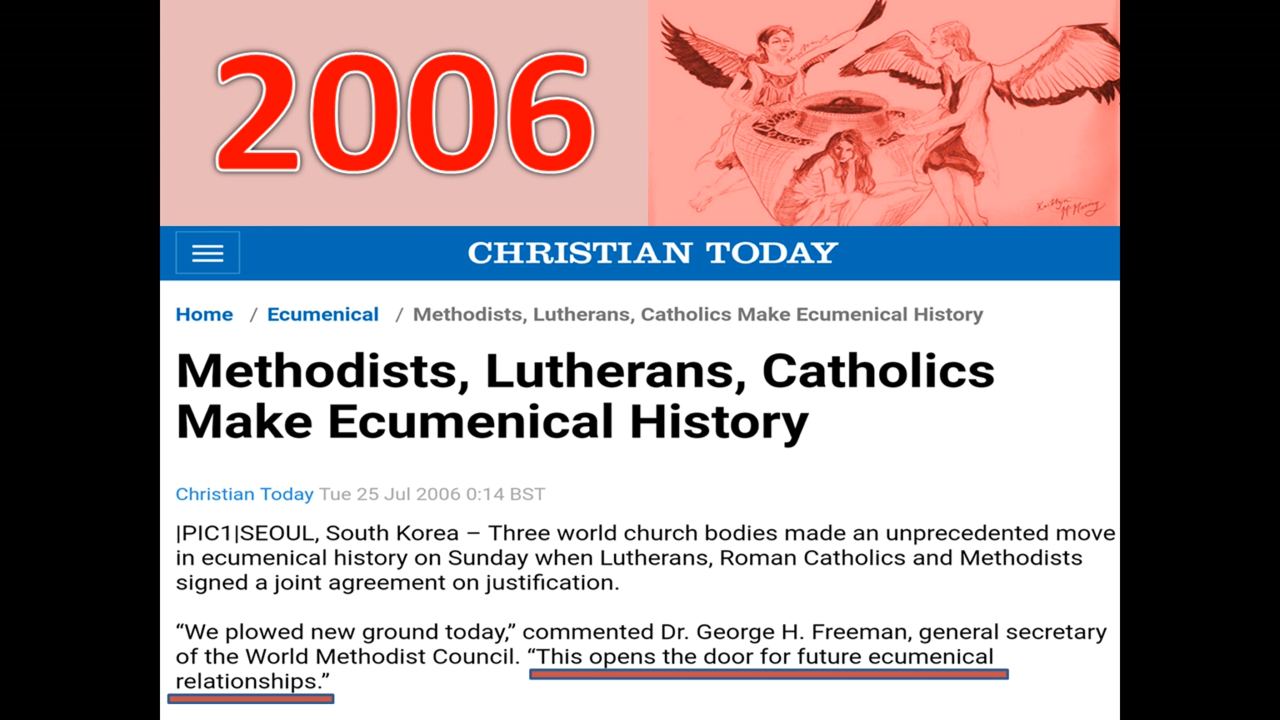 2006
CHRISTIAN TODAY
Home / Ecumenical / Methodists, Lutherans, Catholics Make Ecumenical History
Methodists, Lutherans, Catholics
Make Ecumenical History
Christian Today Tue 25 Jul 2006 0:14 BST
|PIC1|SEOUL, South Korea – Three world church bodies made an unprecedented move
in ecumenical history on Sunday when Lutherans, Roman Catholics and Methodists
signed a joint agreement on justification.
“We plowed new ground today,” commented Dr. George H. Freeman, general secretary
of the World Methodist Council. “This opens the door for future ecumenical
relationships.”